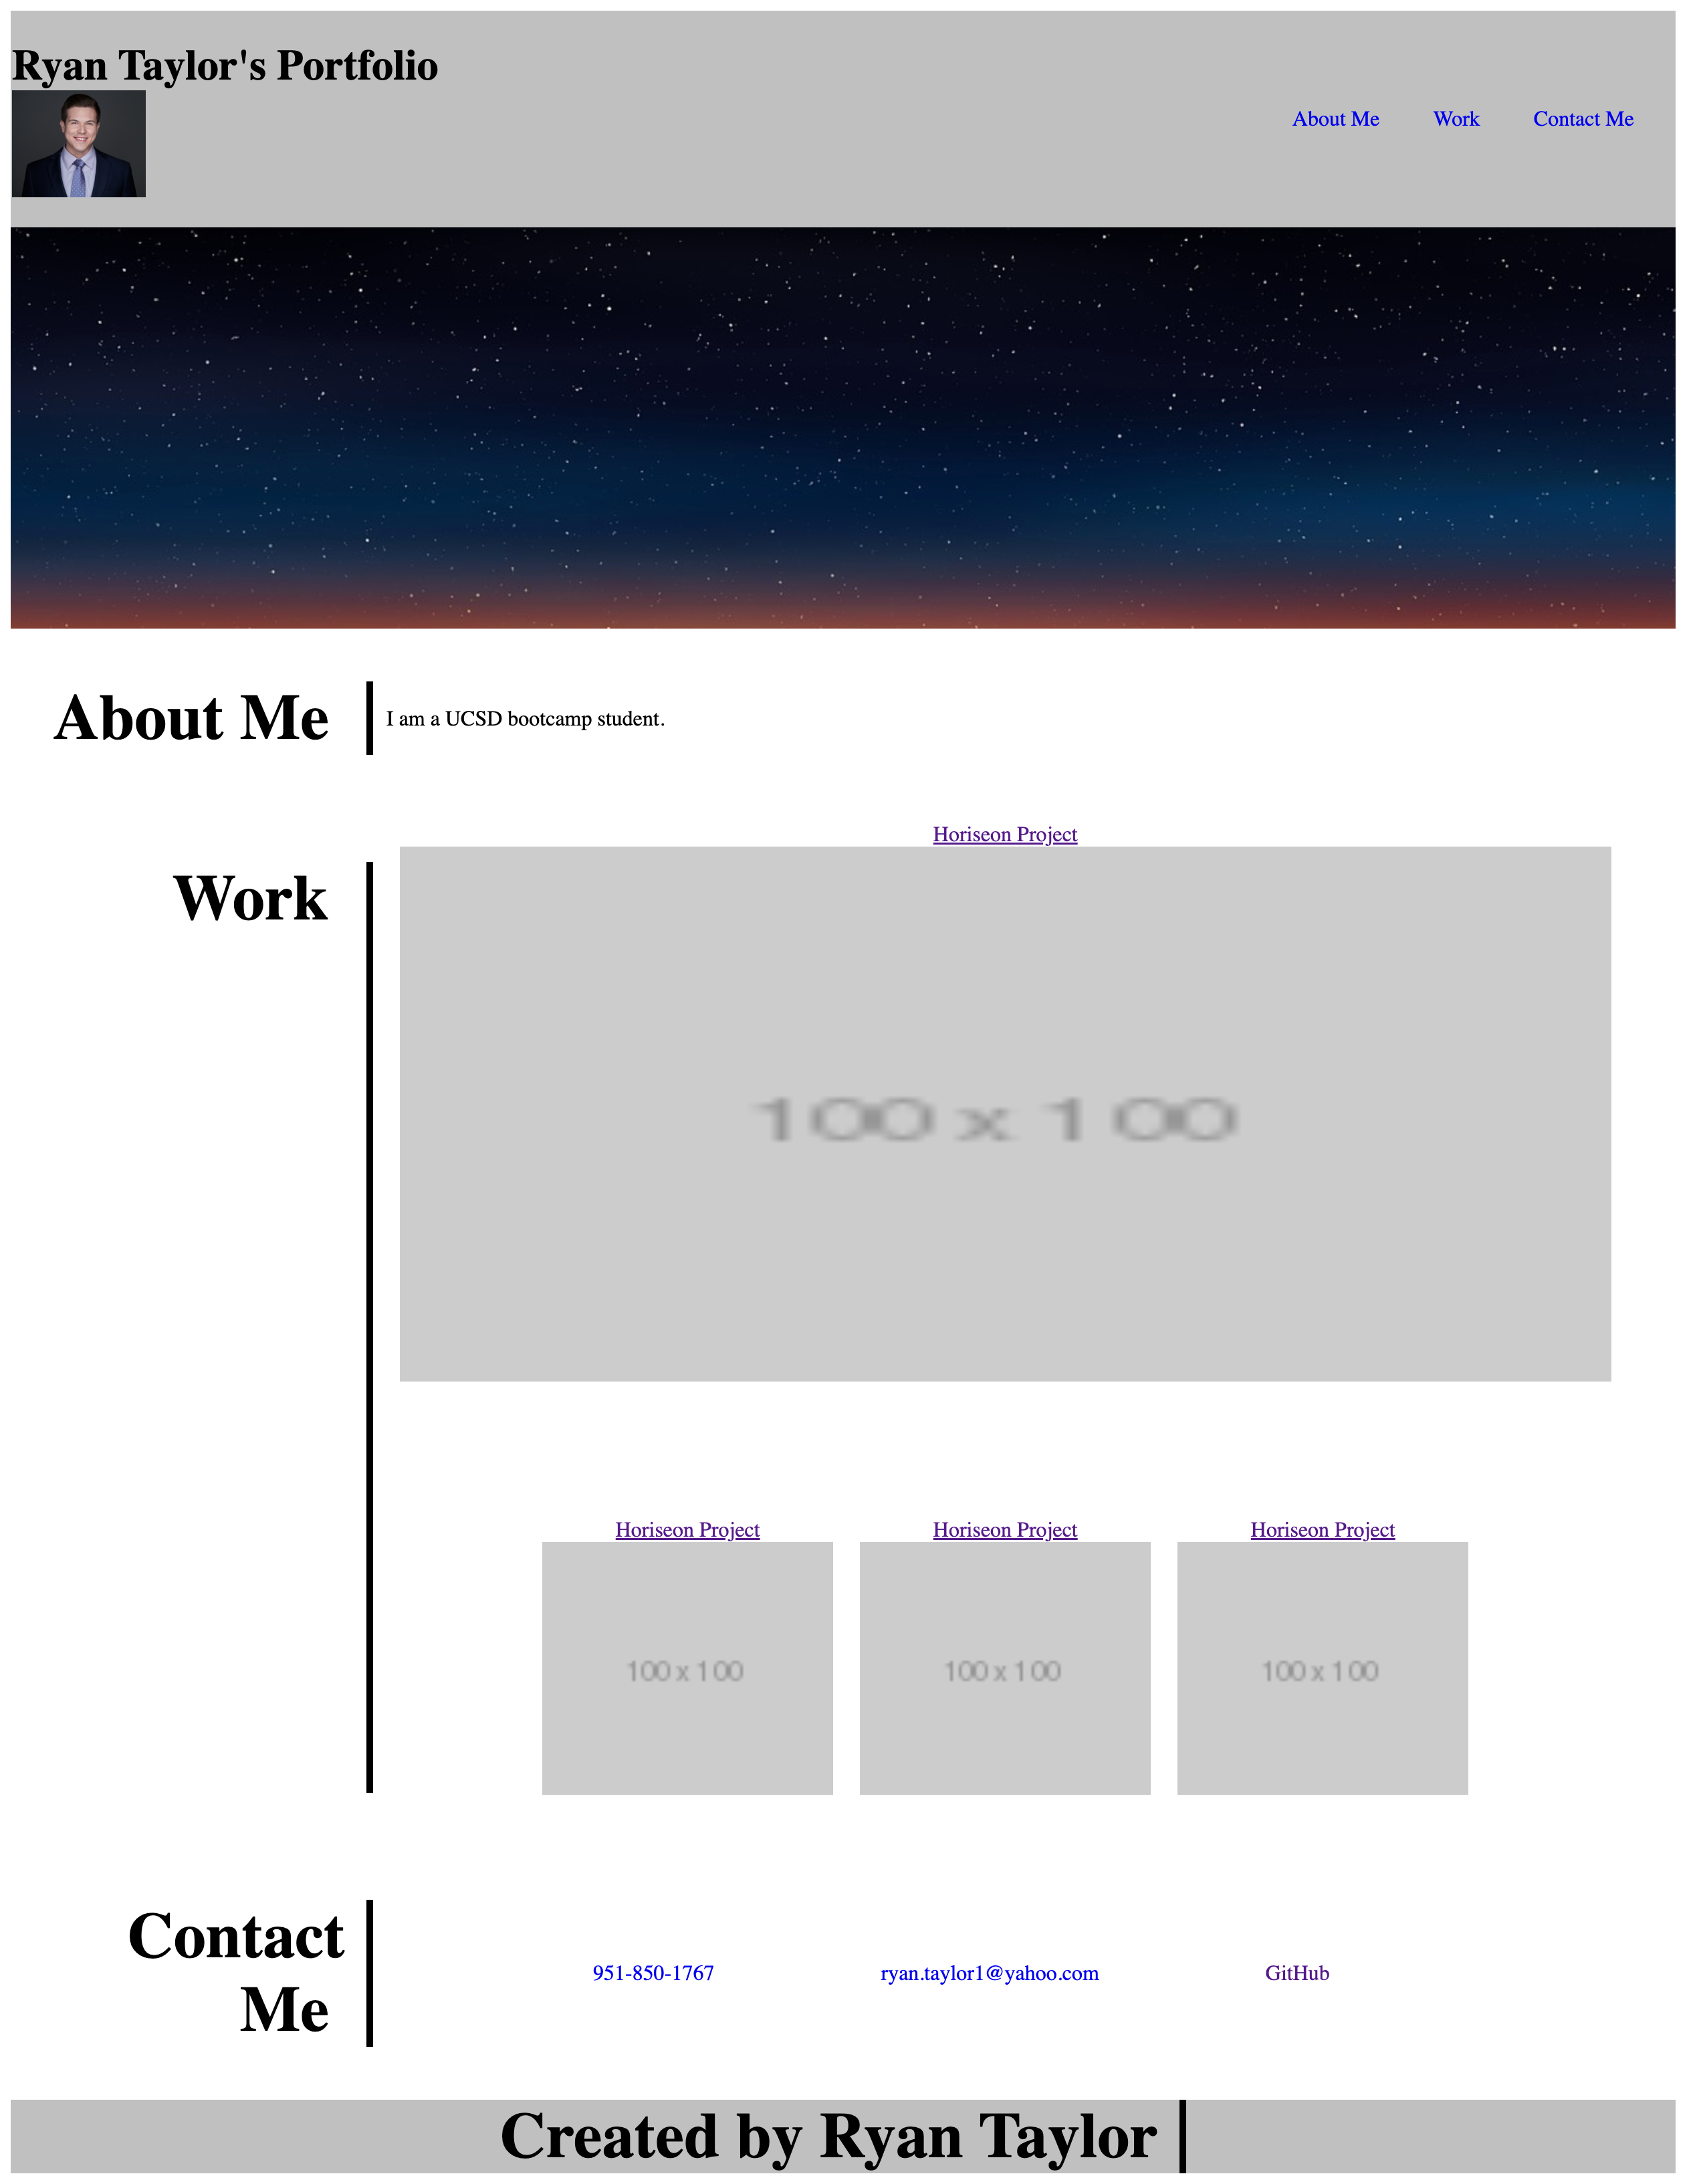 Ryan Taylor's Portfolio
About Me Work Contact Me
About Me
I am a UCSD bootcamp student.
Work
Horiseon Project
100 x 100
Horiseon Project Horiseon Project Horiseon Project
100 x 100 100 x 100 100 x 100
Contact
Me
951-850-1767 ryan.taylor1@yahoo.com GitHub
Created by Ryan Taylor